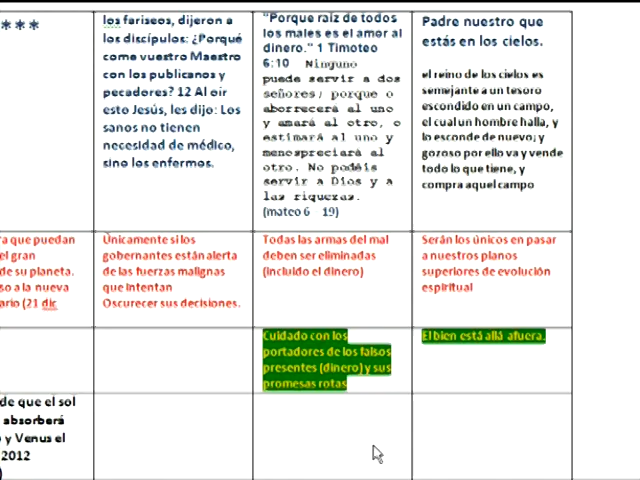 ***
los fariseos, dijeron a
los discípulos: ¿Porqué
come vuestro Maestro
con los publicanos y
pecadores? 12 Al oir
esto Jesús, les dijo: Los
sanos no tienen
necesidad de médico,
sino los enfermos.
"Porque raíz de todos
los males es el amor al
dinero." 1 Timoteo
6:10 Ninguno
puede servir a dos
señores; porque o
aborrecerá al uno
y amará al otro, o
estimará al uno y
menospreciará al
otro. No podéis
servir a Dios y a
las riquezas.
(mateo 6 19)
Padre nuestro que
estás en los cielos.
el reino de los cielos es
semejante a un tesoro
escondido en un campo,
el cual un hombre halla, y
lo esconde de nuevo; y
gozoso por ello va y vende
todo lo que tiene, y
compra aquel campo
ra que puedan
el gran
de su planeta.
so a la nueva
ario (21 dic
Únicamente si los
gobernantes están alerta
de las fuerzas malignas
que intentan
Oscurecer sus decisiones.
Todas las armas del mal
deben ser eliminadas
(incluido el dinero)
Serán los únicos en pasar
a nuestros planos
superiores de evolución
espiritual
Cuidado con los
portadores de los falsos
presentes (dinero) y sus
promesas rotas
El bien está allá afuera.
de que el sol
absorberá
y Venus el
2012
)